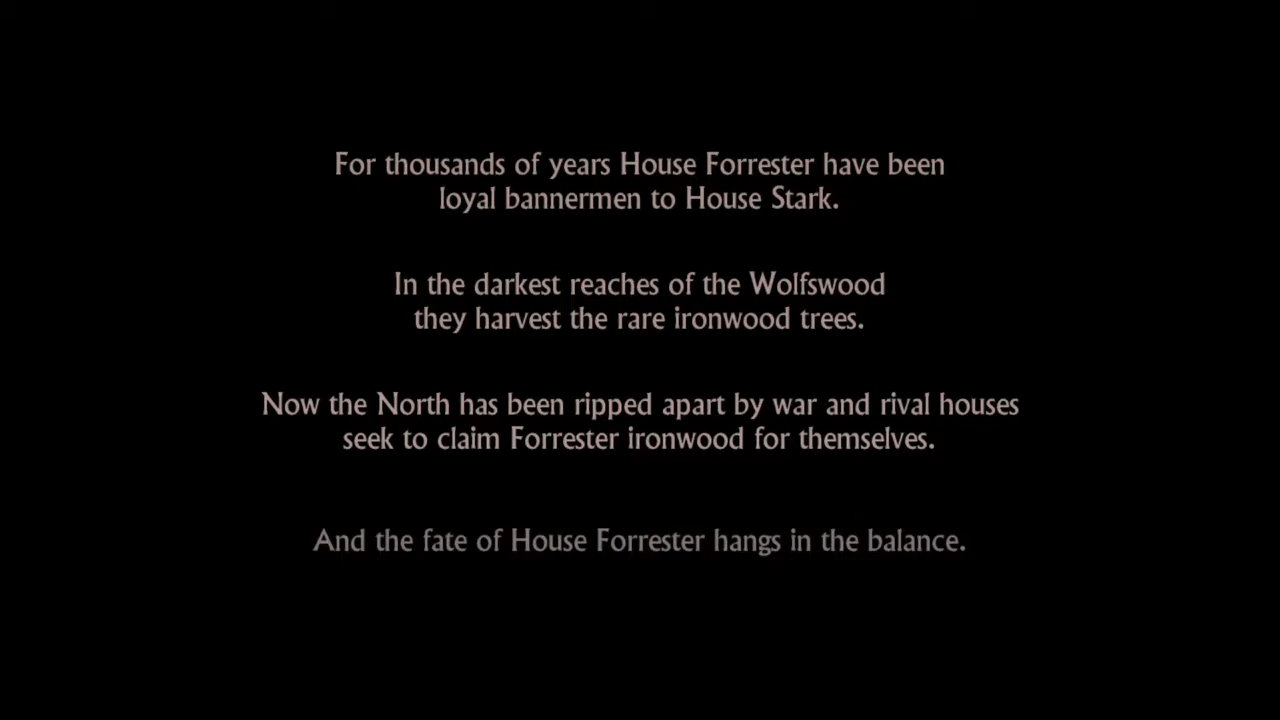 For thousands of years House Forrester have been
loyal bannermen to House Stark.
In the darkest reaches of the Wolfswood
they harvest the rare ironwood trees.
Now the North has been ripped apart by war and rival houses
seek to claim Forrester ironwood for themselves.
And the fate of House Forrester hangs in the balance.